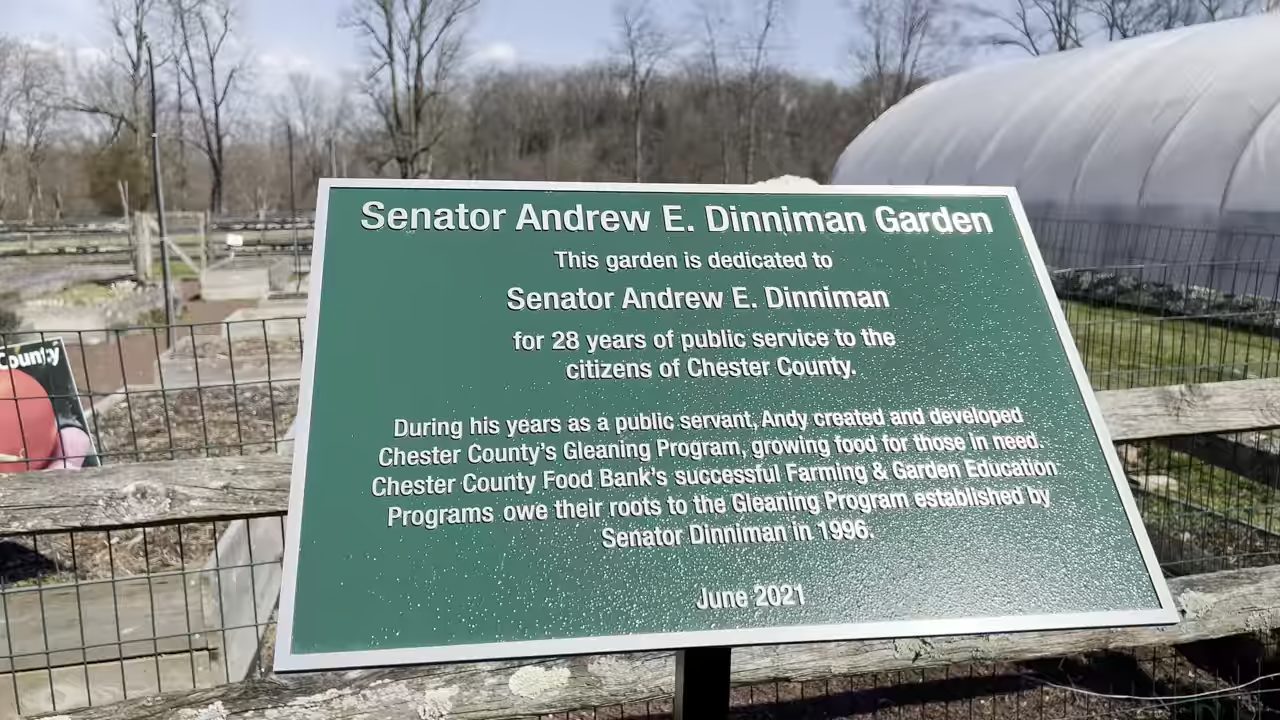 Senator Andrew E. Dinniman Garden
This garden is dedicated to
Senator Andrew E. Dinniman
for 28 years of public service to the
citizens of Chester County.
During his years as a public servant, Andy created and developed
Chester County's Gleaning Program, growing food for those in need.
Chester County Food Bank's successful Farming & Garden Education
Programs owe their roots to the Gleaning Program established by
Senator Dinniman in 1996.
June 2021
County